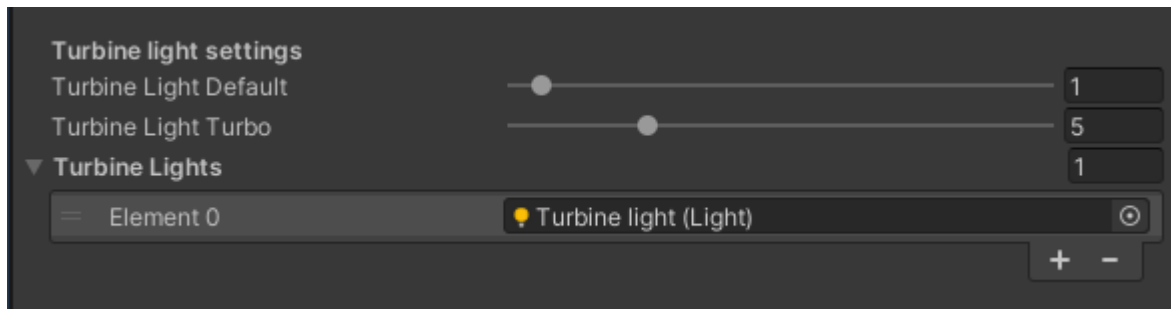 Turbine light settings
Turbine Light Default 1
Turbine Light Turbo 5
Turbine Lights 1
Element 0 Turbine light (Light)
+ -